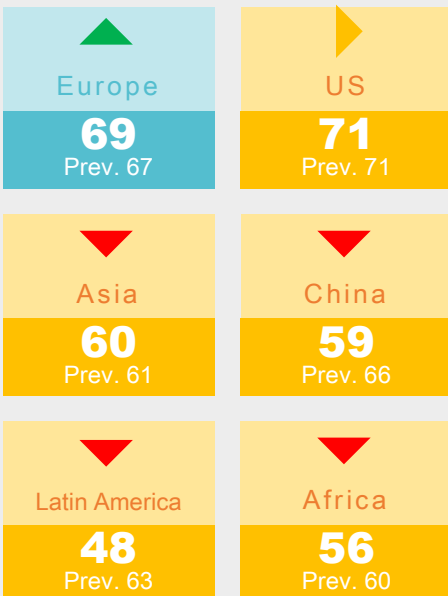 Europe
69
Prev. 67
US
71
Prev. 71
Asia
60
Prev. 61
China
59
Prev. 66
Latin America
48
Prev. 63
Africa
56
Prev. 60